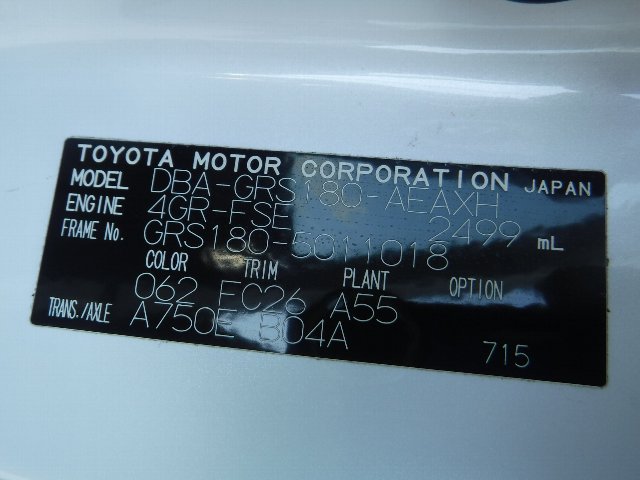 TOYOTA MOTOR CORPORATION JAPAN
MODEL DBA-GRS180-AEAXH
ENGINE 4GR-FSE 2499 mL
FRAME No. GRS180-5011018
COLOR TRIM PLANT OPTION
062 FC26 A55
TRANS./AXLE A750E B04A
715